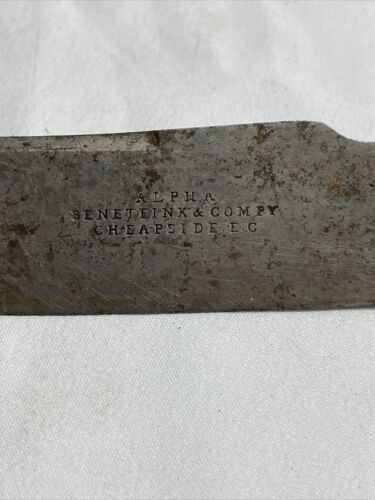 ALPHA
BENETFINK & COMPY
CHEAPSIDE. E.C